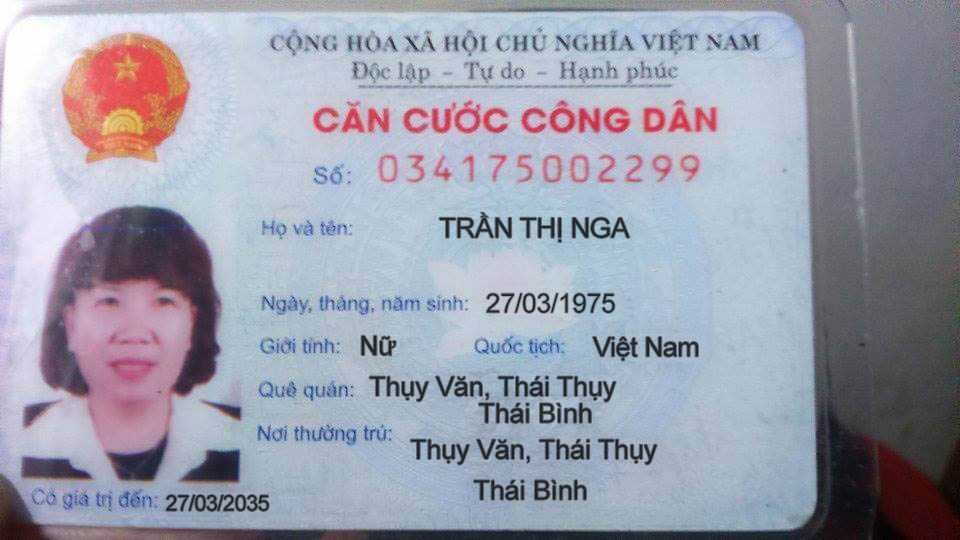 CỘNG HÒA XÃ HỘI CHỦ NGHĨA VIỆT NAM
Độc lập - Tự do - Hạnh phúc
CĂN CƯỚC CÔNG DÂN
Số: 034175002299
Họ và tên: TRẦN THỊ NGA
Ngày, tháng, năm sinh: 27/03/1975
Giới tính: Nữ Quốc tịch: Việt Nam
Quê quán: Thụy Văn, Thái Thụy
Thái Bình
Nơi thường trú: Thụy Văn, Thái Thụy
Thái Bình
Có giá trị đến: 27/03/2035